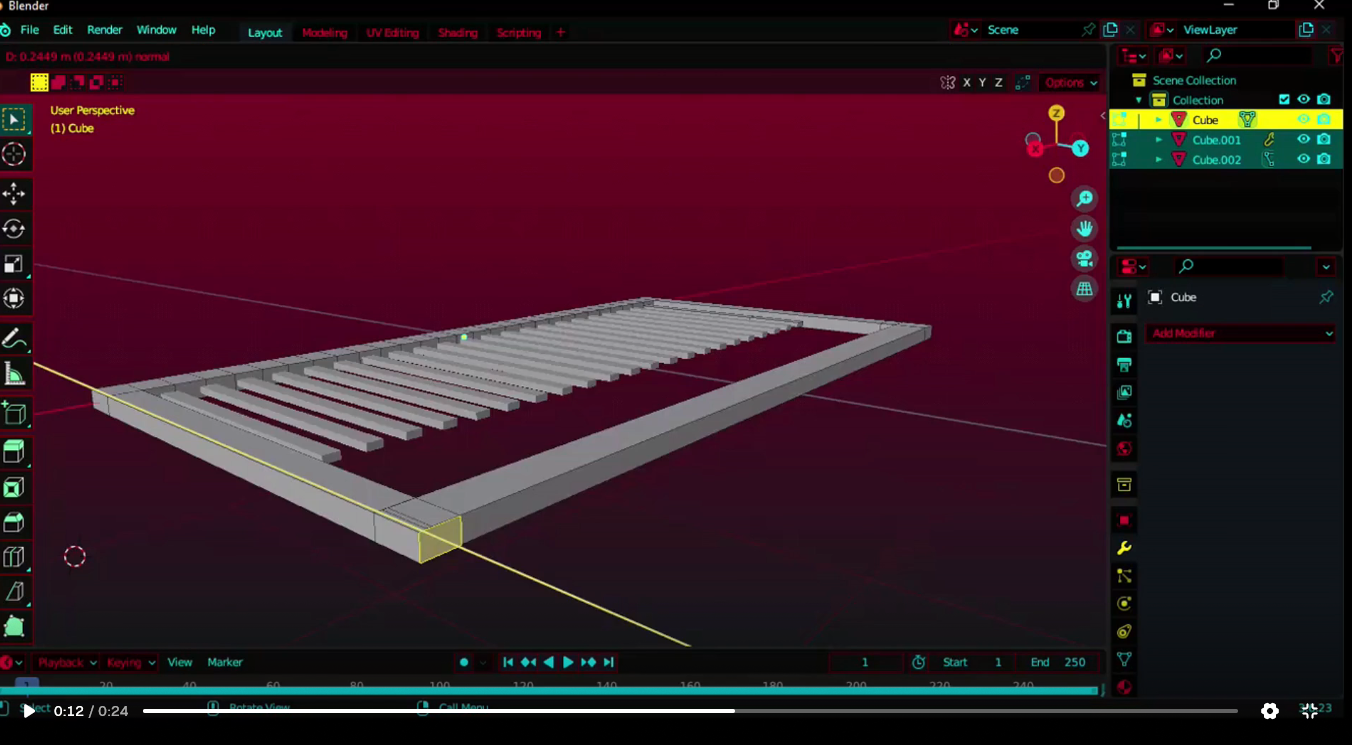 Blender
File Edit Render Window Help Layout Modeling UV Editing Shading Scripting + Scene ViewLayer
D: 0.2449 m (0.2449 m) normal
X Y Z Options
User Perspective
(1) Cube
Z
X
Y
Scene Collection
Collection
Cube
Cube.001
Cube.002
Cube
Add Modifier
Playback Keying View Marker 1 Start 1 End 250
1 20 40 60 80 100 120 140 160 180 200 220 240
Select Rotate View Call Menu
0:12 / 0:24